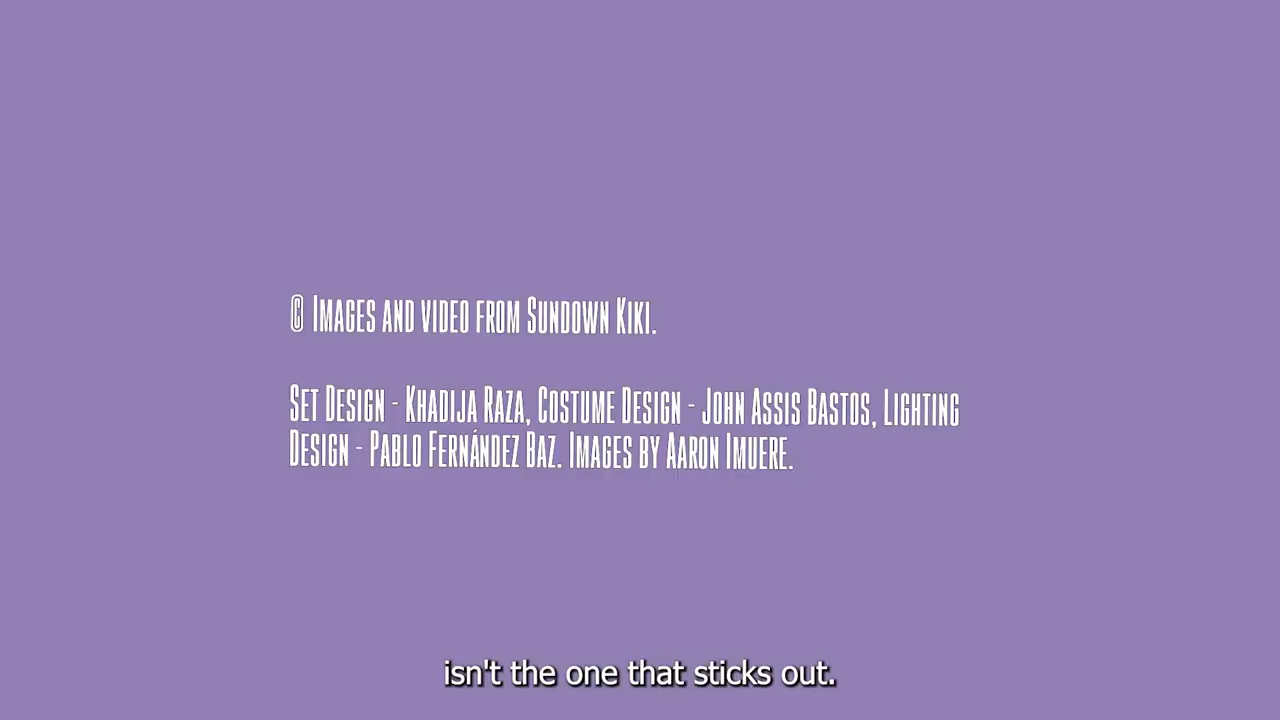 © Images and video from Sundown Kiki.
Set Design - Khadija Raza, Costume Design - John Assis Bastos, Lighting
Design - Pablo Fernández Baz. Images by Aaron Imuere.
isn't the one that sticks out.